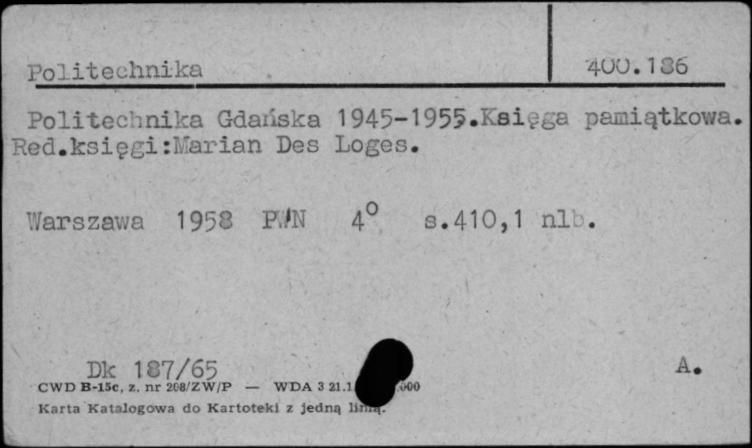 Politechnika 400.186
Politechnika Gdańska 1945-1955.Księga pamiątkowa.
Red.księgi:Marian Des Loges.
Warszawa 1958 PWN 4° s.410,1 nlb.
Dk 187/65 A.
CWD B-15c, z. nr 208/ZW/P — WDA 3 21.1 .000
Karta Katalogowa do Kartoteki z jedną linią.